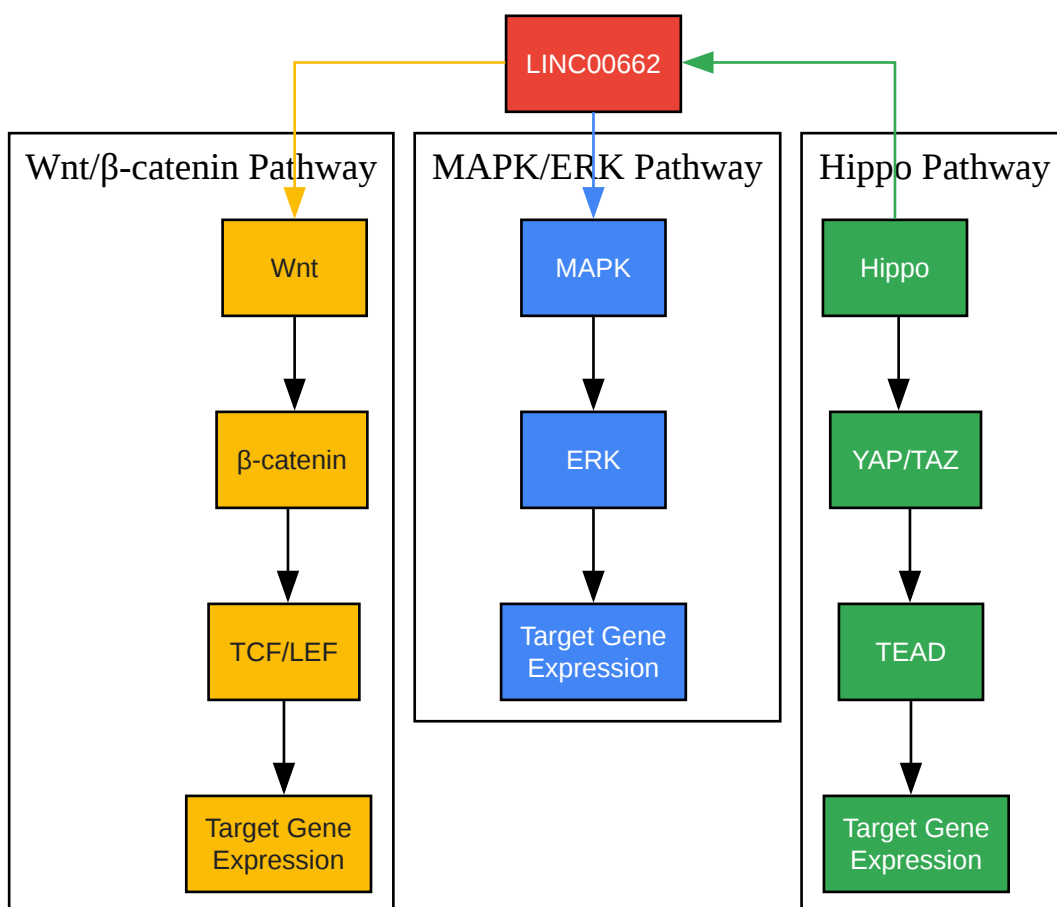 LINC00662
Wnt/β-catenin Pathway
Wnt
β-catenin
TCF/LEF
Target Gene
Expression
MAPK/ERK Pathway
MAPK
ERK
Target Gene
Expression
Hippo Pathway
Hippo
YAP/TAZ
TEAD
Target Gene
Expression